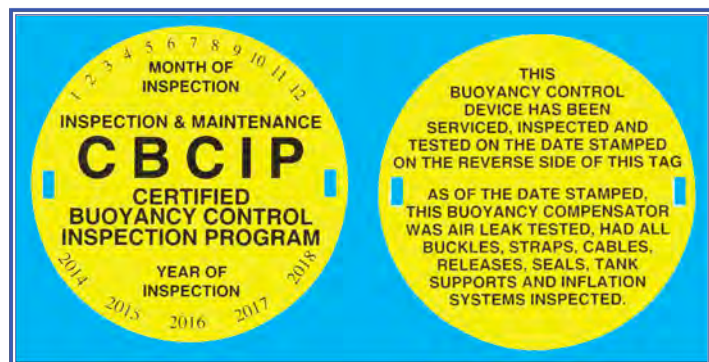 1 2 3 4 5 6 7 8 9 10 11 12
MONTH OF
INSPECTION
INSPECTION & MAINTENANCE
CBCIP
CERTIFIED
BUOYANCY CONTROL
INSPECTION PROGRAM
2014 2015 2016 2017 2018
YEAR OF
INSPECTION
THIS
BUOYANCY CONTROL
DEVICE HAS BEEN
SERVICED, INSPECTED AND
TESTED ON THE DATE STAMPED
ON THE REVERSE SIDE OF THIS TAG
AS OF THE DATE STAMPED,
THIS BUOYANCY COMPENSATOR
WAS AIR LEAK TESTED, HAD ALL
BUCKLES, STRAPS, CABLES,
RELEASES, SEALS, TANK
SUPPORTS AND INFLATION
SYSTEMS INSPECTED.